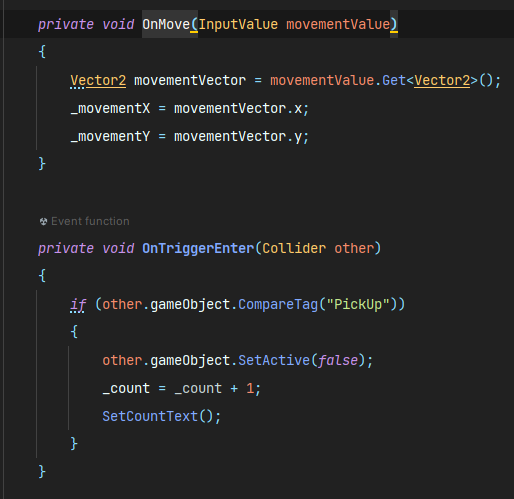 private void OnMove(InputValue movementValue)
{
Vector2 movementVector = movementValue.Get<Vector2>();
_movementX = movementVector.x;
_movementY = movementVector.y;
}
Event function
private void OnTriggerEnter(Collider other)
{
if (other.gameObject.CompareTag("PickUp"))
{
other.gameObject.SetActive(false);
_count = _count + 1;
SetCountText();
}
}